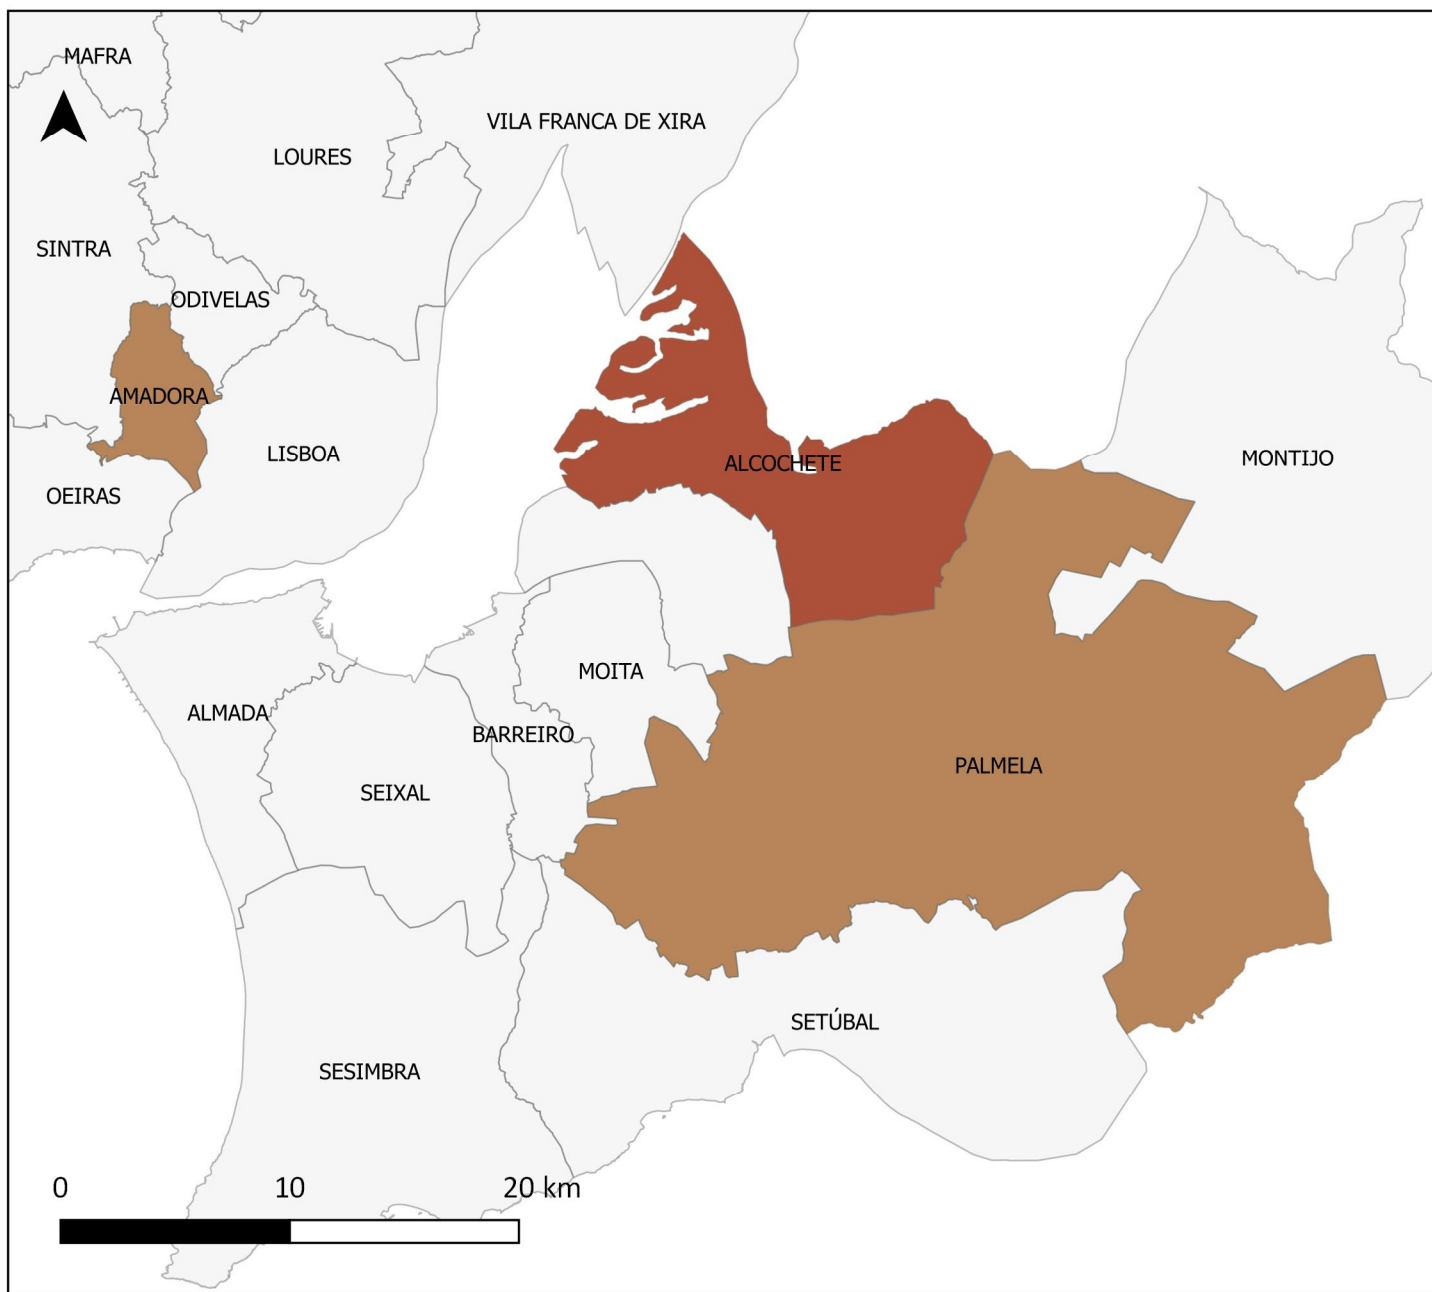 MAFRA
VILA FRANCA DE XIRA
LOURES
SINTRA
ODIVELAS
AMADORA
LISBOA
MONTIJO
ALCOCHETE
OEIRAS
MOITA
ALMADA
BARREIRO
PALMELA
SEIXAL
SETÚBAL
SESIMBRA
0 10 20 km